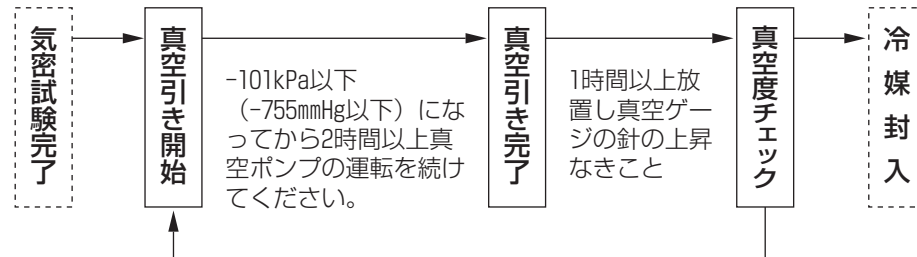 気密試験完了
真空引き開始
-101kPa以下
（-755mmHg以下）にな
ってから2時間以上真
空ポンプの運転を続け
てください。
真空引き完了
1時間以上放
置し真空ゲー
ジの針の上昇
なきこと
真空度チェック
冷媒封入